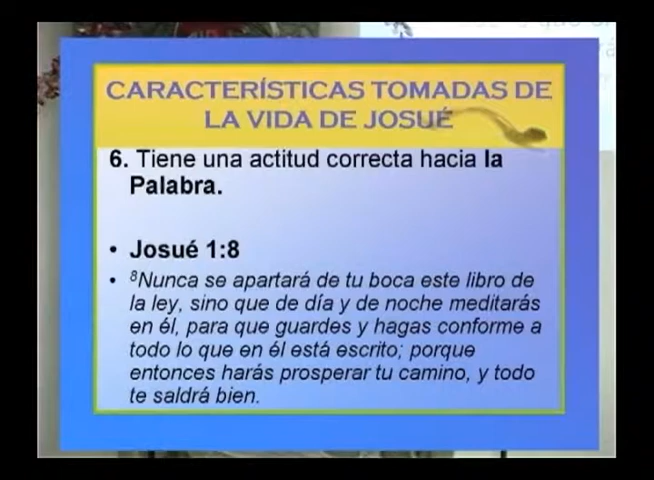 CARACTERÍSTICAS TOMADAS DE
LA VIDA DE JOSUÉ
6. Tiene una actitud correcta hacia la
Palabra.
• Josué 1:8
• ⁸Nunca se apartará de tu boca este libro de
la ley, sino que de día y de noche meditarás
en él, para que guardes y hagas conforme a
todo lo que en él está escrito; porque
entonces harás prosperar tu camino, y todo
te saldrá bien.